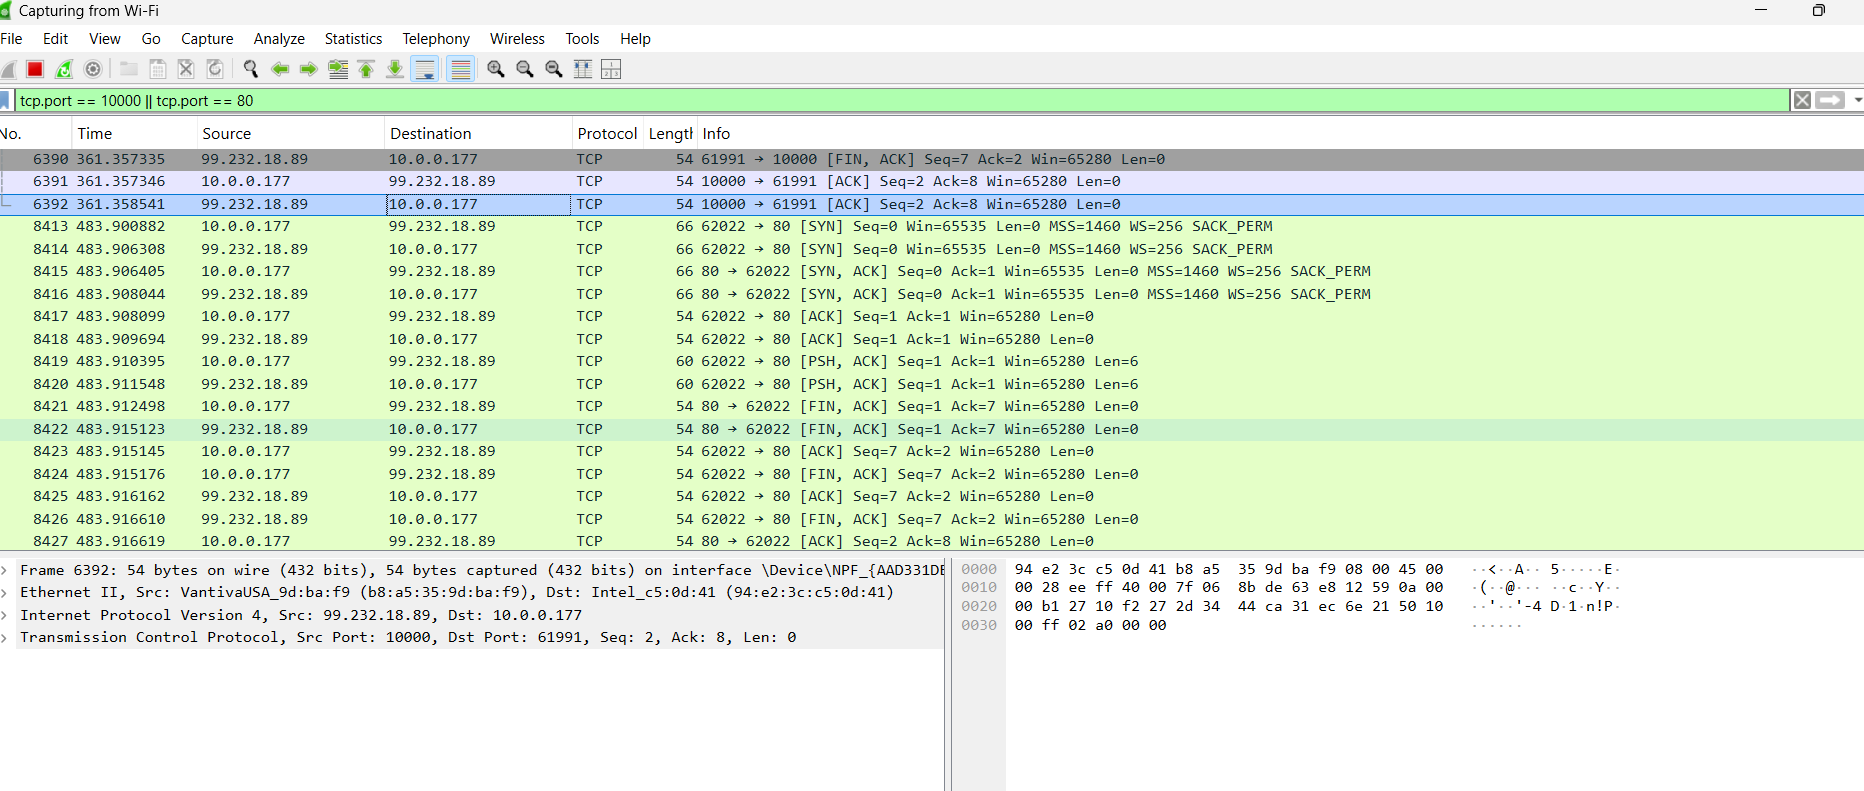 Capturing from Wi-Fi
File Edit View Go Capture Analyze Statistics Telephony Wireless Tools Help
tcp.port == 10000 || tcp.port == 80
No. Time Source Destination Protocol Length Info
6390 361.357335 99.232.18.89 10.0.0.177 TCP 54 61991 → 10000 [FIN, ACK] Seq=7 Ack=2 Win=65280 Len=0
6391 361.357346 10.0.0.177 99.232.18.89 TCP 54 10000 → 61991 [ACK] Seq=2 Ack=8 Win=65280 Len=0
6392 361.358541 99.232.18.89 10.0.0.177 TCP 54 10000 → 61991 [ACK] Seq=2 Ack=8 Win=65280 Len=0
8413 483.900882 10.0.0.177 99.232.18.89 TCP 66 62022 → 80 [SYN] Seq=0 Win=65535 Len=0 MSS=1460 WS=256 SACK_PERM
8414 483.906308 99.232.18.89 10.0.0.177 TCP 66 62022 → 80 [SYN] Seq=0 Win=65535 Len=0 MSS=1460 WS=256 SACK_PERM
8415 483.906405 10.0.0.177 99.232.18.89 TCP 66 80 → 62022 [SYN, ACK] Seq=0 Ack=1 Win=65535 Len=0 MSS=1460 WS=256 SACK_PERM
8416 483.908044 99.232.18.89 10.0.0.177 TCP 66 80 → 62022 [SYN, ACK] Seq=0 Ack=1 Win=65535 Len=0 MSS=1460 WS=256 SACK_PERM
8417 483.908099 10.0.0.177 99.232.18.89 TCP 54 62022 → 80 [ACK] Seq=1 Ack=1 Win=65280 Len=0
8418 483.909694 99.232.18.89 10.0.0.177 TCP 54 62022 → 80 [ACK] Seq=1 Ack=1 Win=65280 Len=0
8419 483.910395 10.0.0.177 99.232.18.89 TCP 60 62022 → 80 [PSH, ACK] Seq=1 Ack=1 Win=65280 Len=6
8420 483.911548 99.232.18.89 10.0.0.177 TCP 60 62022 → 80 [PSH, ACK] Seq=1 Ack=1 Win=65280 Len=6
8421 483.912498 10.0.0.177 99.232.18.89 TCP 54 80 → 62022 [FIN, ACK] Seq=1 Ack=7 Win=65280 Len=0
8422 483.915123 99.232.18.89 10.0.0.177 TCP 54 80 → 62022 [FIN, ACK] Seq=1 Ack=7 Win=65280 Len=0
8423 483.915145 10.0.0.177 99.232.18.89 TCP 54 62022 → 80 [ACK] Seq=7 Ack=2 Win=65280 Len=0
8424 483.915176 10.0.0.177 99.232.18.89 TCP 54 62022 → 80 [FIN, ACK] Seq=7 Ack=2 Win=65280 Len=0
8425 483.916162 99.232.18.89 10.0.0.177 TCP 54 62022 → 80 [ACK] Seq=7 Ack=2 Win=65280 Len=0
8426 483.916610 99.232.18.89 10.0.0.177 TCP 54 62022 → 80 [FIN, ACK] Seq=7 Ack=2 Win=65280 Len=0
8427 483.916619 10.0.0.177 99.232.18.89 TCP 54 80 → 62022 [ACK] Seq=2 Ack=8 Win=65280 Len=0
Frame 6392: 54 bytes on wire (432 bits), 54 bytes captured (432 bits) on interface \Device\NPF_{AAD331DE
Ethernet II, Src: VantivaUSA_9d:ba:f9 (b8:a5:35:9d:ba:f9), Dst: Intel_c5:0d:41 (94:e2:3c:c5:0d:41)
Internet Protocol Version 4, Src: 99.232.18.89, Dst: 10.0.0.177
Transmission Control Protocol, Src Port: 10000, Dst Port: 61991, Seq: 2, Ack: 8, Len: 0
0000 94 e2 3c c5 0d 41 b8 a5 35 9d ba f9 08 00 45 00 ··<··A·· 5·····E·
0010 00 28 ee ff 40 00 7f 06 8b de 63 e8 12 59 0a 00 ·(··@··· ··c··Y··
0020 00 b1 27 10 f2 27 2d 34 44 ca 31 ec 6e 21 50 10 ··'··'-4 D·1·n!P·
0030 00 ff 02 a0 00 00 ······